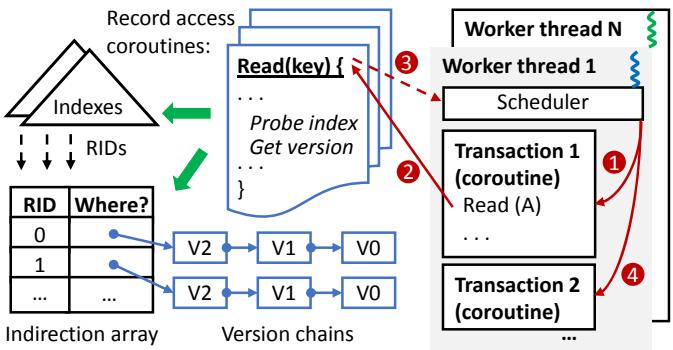 Record access
coroutines:
Worker thread N
Worker thread 1
Scheduler
Read(key) {
. . .
Probe index
Get version
. . .
}
Indexes
RIDs
RID Where?
0
1
... ...
Indirection array
V2 V1 V0
V2 V1 V0
Version chains
Transaction 1
(coroutine)
Read (A)
. . .
Transaction 2
(coroutine)
...
1
2
3
4